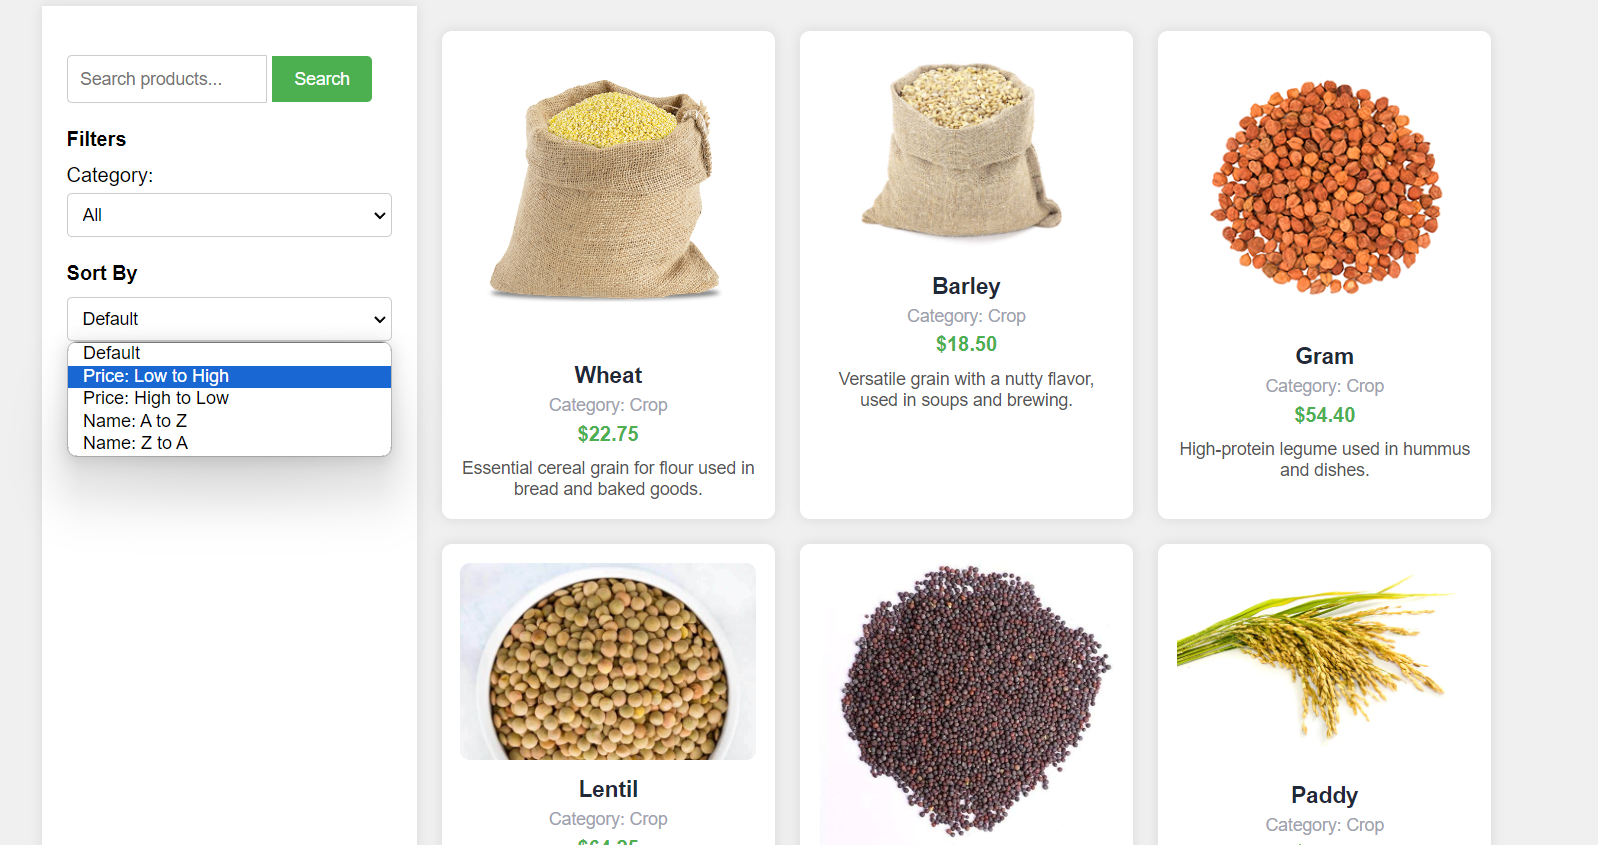 Search products...
Search
Filters
Category:
All
Sort By
Default
Default
Price: Low to High
Price: High to Low
Name: A to Z
Name: Z to A
Wheat
Category: Crop
$22.75
Essential cereal grain for flour used in
bread and baked goods.
Barley
Category: Crop
$18.50
Versatile grain with a nutty flavor,
used in soups and brewing.
Gram
Category: Crop
$54.40
High-protein legume used in hummus
and dishes.
Lentil
Category: Crop
Paddy
Category: Crop